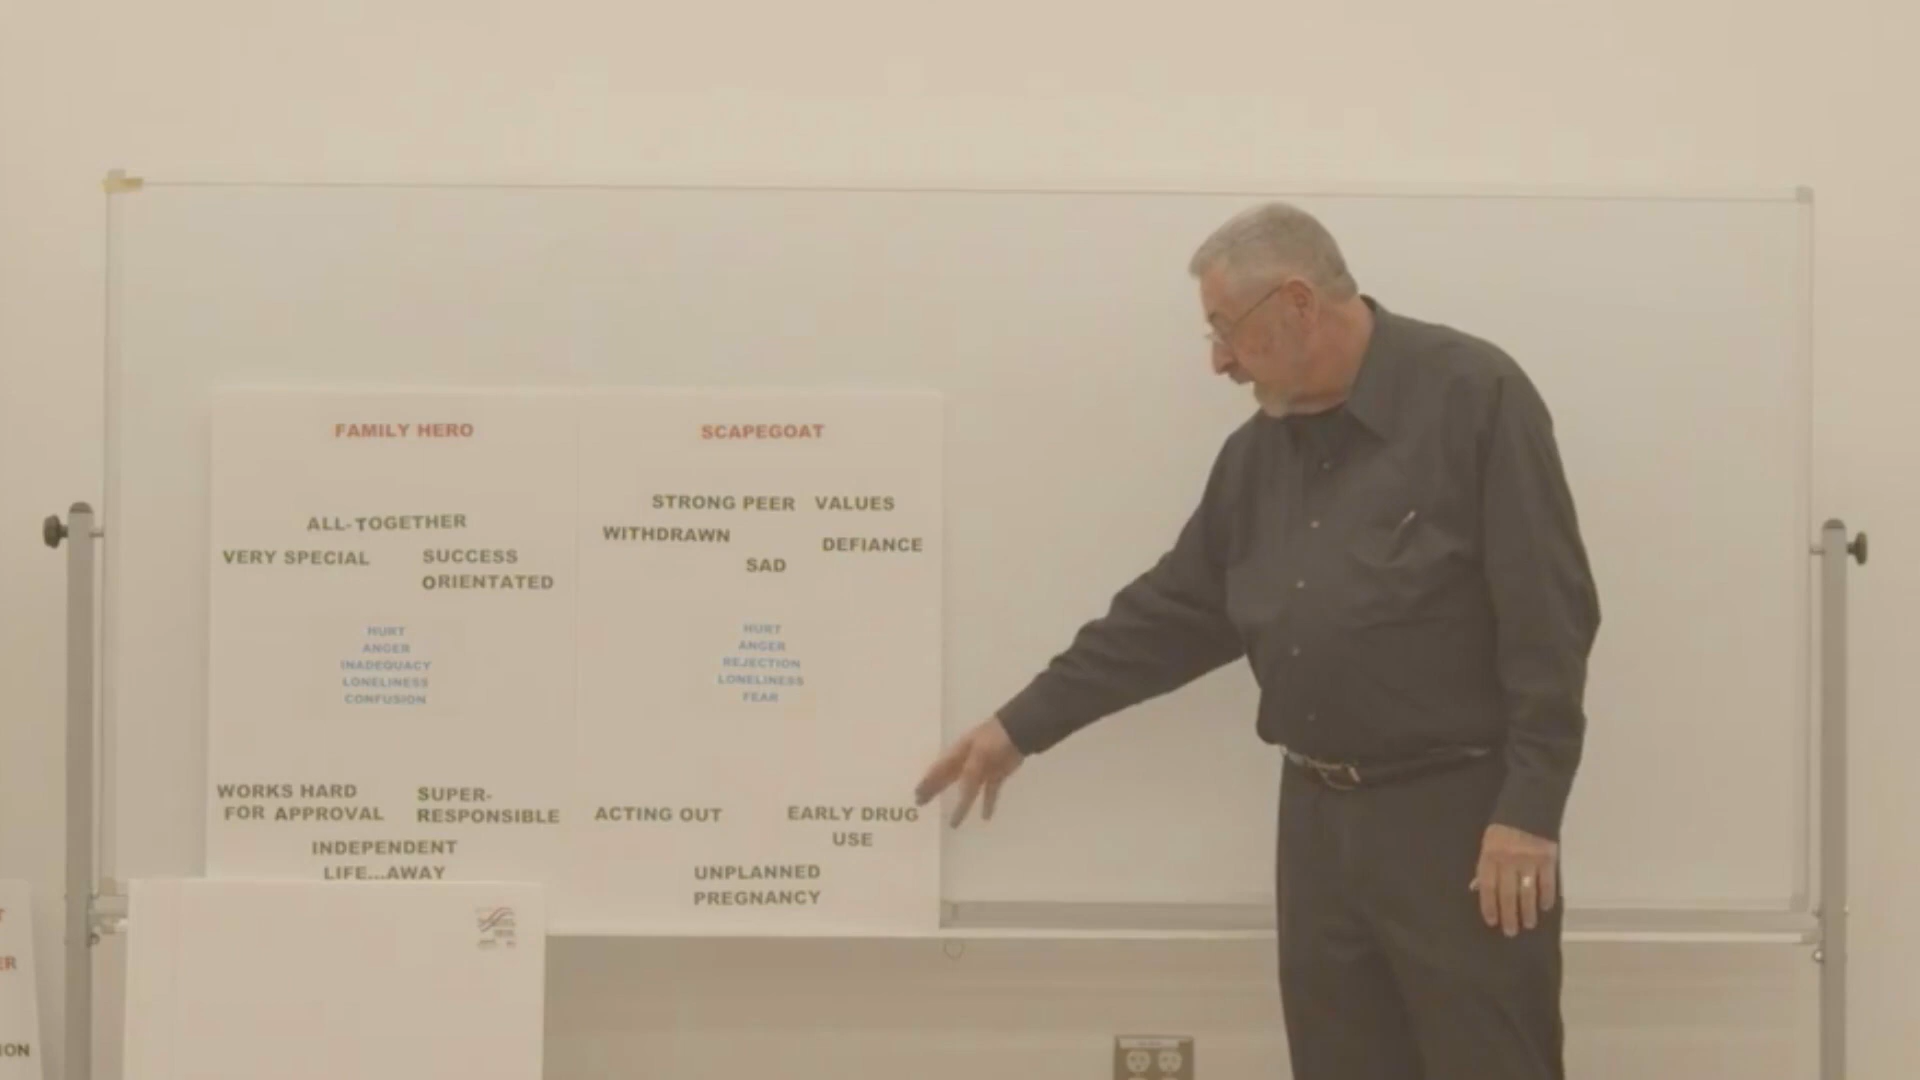 FAMILY HERO
ALL-TOGETHER
VERY SPECIAL
SUCCESS
ORIENTATED
HURT
ANGER
INADEQUACY
LONELINESS
CONFUSION
WORKS HARD
FOR APPROVAL
SUPER-
RESPONSIBLE
INDEPENDENT
LIFE...AWAY
SCAPEGOAT
STRONG PEER VALUES
WITHDRAWN
DEFIANCE
SAD
HURT
ANGER
REJECTION
LONELINESS
FEAR
ACTING OUT
EARLY DRUG
USE
UNPLANNED
PREGNANCY
T
ER
ION